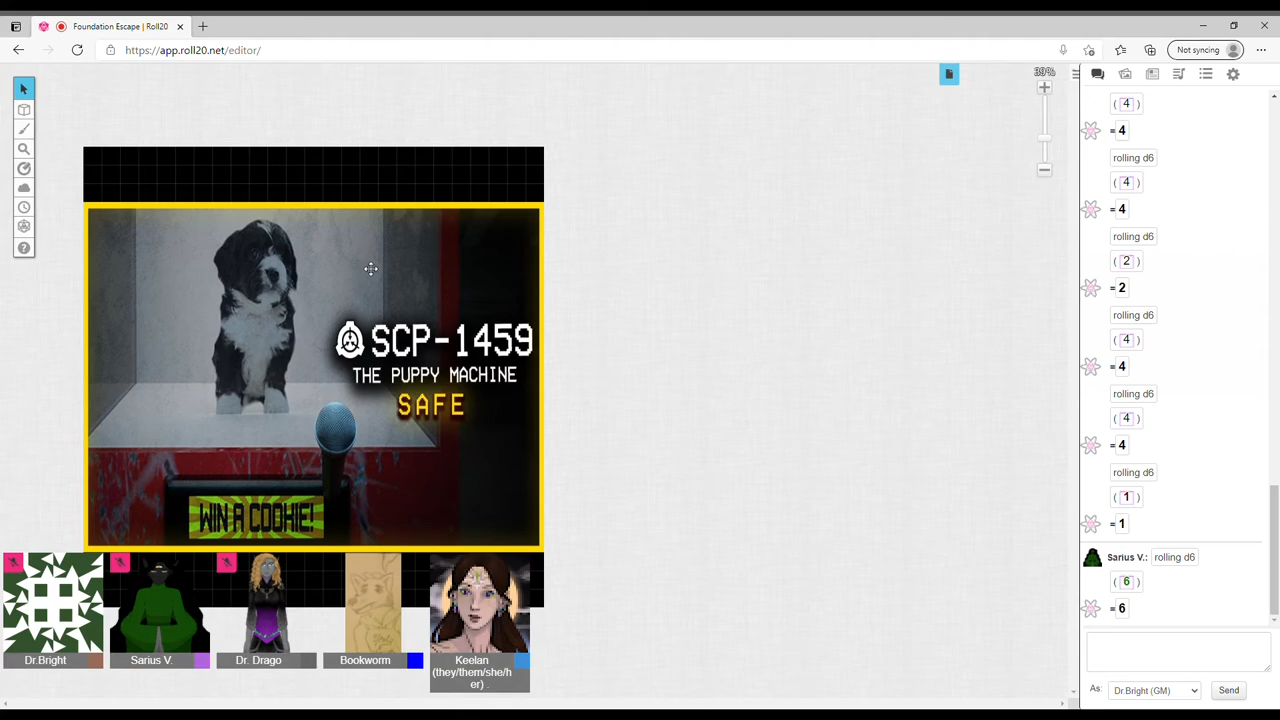 Foundation Escape | Roll20
https://app.roll20.net/editor/
Not syncing
39%
SCP-1459
THE PUPPY MACHINE
SAFE
WIN A COOHIE!
Dr.Bright
Sarius V.
Dr. Drago
Bookworm
Keelan
(they/them/she/h
er) .
( 4 )
= 4
rolling d6
( 4 )
= 4
rolling d6
( 2 )
= 2
rolling d6
( 4 )
= 4
rolling d6
( 4 )
= 4
rolling d6
( 1 )
= 1
Sarius V.: rolling d6
( 6 )
= 6
As: Dr.Bright (GM) Send